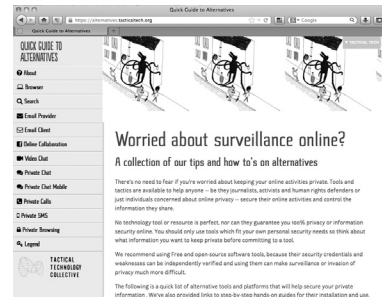 Quick Guide to Alternatives
https://alternatives.tacticaltech.org
Google
Quick Guide to Alternatives
QUICK GUIDE TO
ALTERNATIVES
TACTICAL TECH
About
Browser
Search
Email Provider
Email Client
Online Collaboration
Video Chat
Private Chat
Private Chat Mobile
Private Calls
Private SMS
Private Browsing
Legend
TACTICAL
TECHNOLOGY
COLLECTIVE
Worried about surveillance online?
A collection of our tips and how to's on alternatives
There's no need to fear if you're worried about keeping your online activities private. Tools and
tactics are available to help anyone – be they journalists, activists and human rights defenders or
just individuals concerned about online privacy – secure their online activities and control the
information they share.
No technology tool or resource is perfect, nor can they guarantee you 100% privacy or information
security online. You should only use tools which fit your own personal security needs so think about
what information you want to keep private before committing to a tool.
We recommend using Free and open-source software tools, because their security credentials and
weaknesses can be independently verified and using them can make surveillance or invasion of
privacy much more difficult.
The following is a quick list of alternative tools and platforms that will help secure your private
information. We've also provided links to step-by-step hands-on guides for their installation and use.